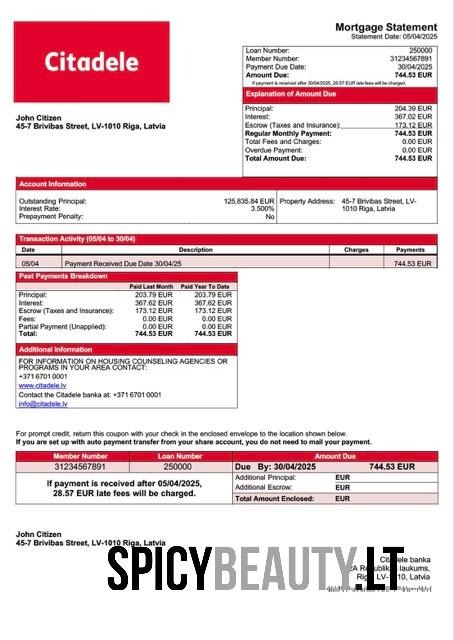 Citadele
Mortgage Statement
Statement Date: 05/04/2025
Loan Number: 250000
Member Number: 31234567891
Payment Due Date: 30/04/2025
Amount Due: 744.53 EUR
If payment is received after 30/04/2025, 28.57 EUR late fees will be charged.
Explanation of Amount Due
Principal: 204.39 EUR
Interest: 367.02 EUR
Escrow (Taxes and Insurance): 173.12 EUR
Regular Monthly Payment: 744.53 EUR
Total Fees and Charges: 0.00 EUR
Overdue Payment: 0.00 EUR
Total Amount Due: 744.53 EUR
John Citizen
45-7 Brivibas Street, LV-1010 Riga, Latvia
Account Information
Outstanding Principal: 125,835.84 EUR
Interest Rate: 3.500%
Prepayment Penalty: No
Property Address: 45-7 Brivibas Street, LV-
1010 Riga, Latvia
Transaction Activity (05/04 to 30/04)
Date Description Charges Payments
05/04 Payment Received Due Date 30/04/25 744.53 EUR
Past Payments Breakdown
Paid Last Month Paid Year To Date
Principal: 203.79 EUR 203.79 EUR
Interest: 367.62 EUR 367.62 EUR
Escrow (Taxes and Insurance): 173.12 EUR 173.12 EUR
Fees: 0.00 EUR 0.00 EUR
Partial Payment (Unapplied): 0.00 EUR 0.00 EUR
Total: 744.53 EUR 744.53 EUR
Additional Information
FOR INFORMATION ON HOUSING COUNSELING AGENCIES OR
PROGRAMS IN YOUR AREA CONTACT:
+371 6701 0001
www.citadele.lv
Contact the Citadele banka at: +371 6701 0001
info@citadele.lv
For prompt credit, return this coupon with your check in the enclosed envelope to the location shown below.
If you are set up with auto payment transfer from your share account, you do not need to mail your payment.
Member Number Loan Number Amount Due
31234567891 250000 Due By: 30/04/2025 744.53 EUR
If payment is received after 05/04/2025,
28.57 EUR late fees will be charged.
Additional Principal: EUR
Additional Escrow: EUR
Total Amount Enclosed: EUR
John Citizen
45-7 Brivibas Street, LV-1010 Riga, Latvia
Citadele banka
2A Republikas laukums,
Riga, LV-1010, Latvia
SPICYBEAUTY.LT